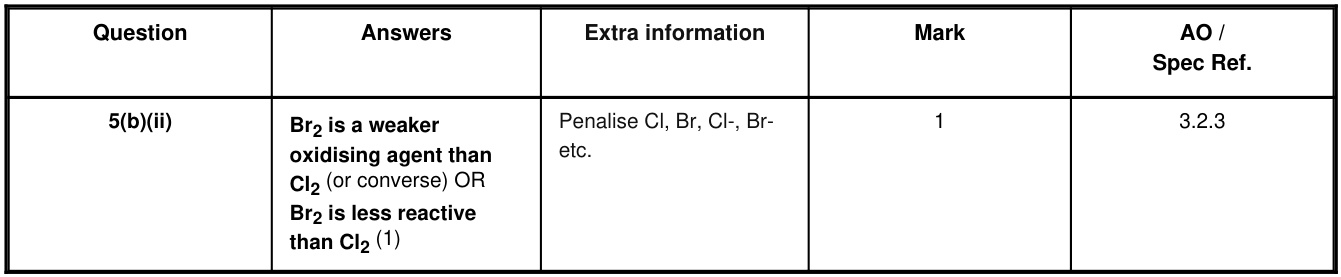 Question
Answers
Extra information
Mark
AO /
Spec Ref.
5(b)(ii)
Br₂ is a weaker
oxidising agent than
Cl₂ (or converse) OR
Br₂ is less reactive
than Cl₂ (1)
Penalise Cl, Br, Cl-, Br-
etc.
1
3.2.3